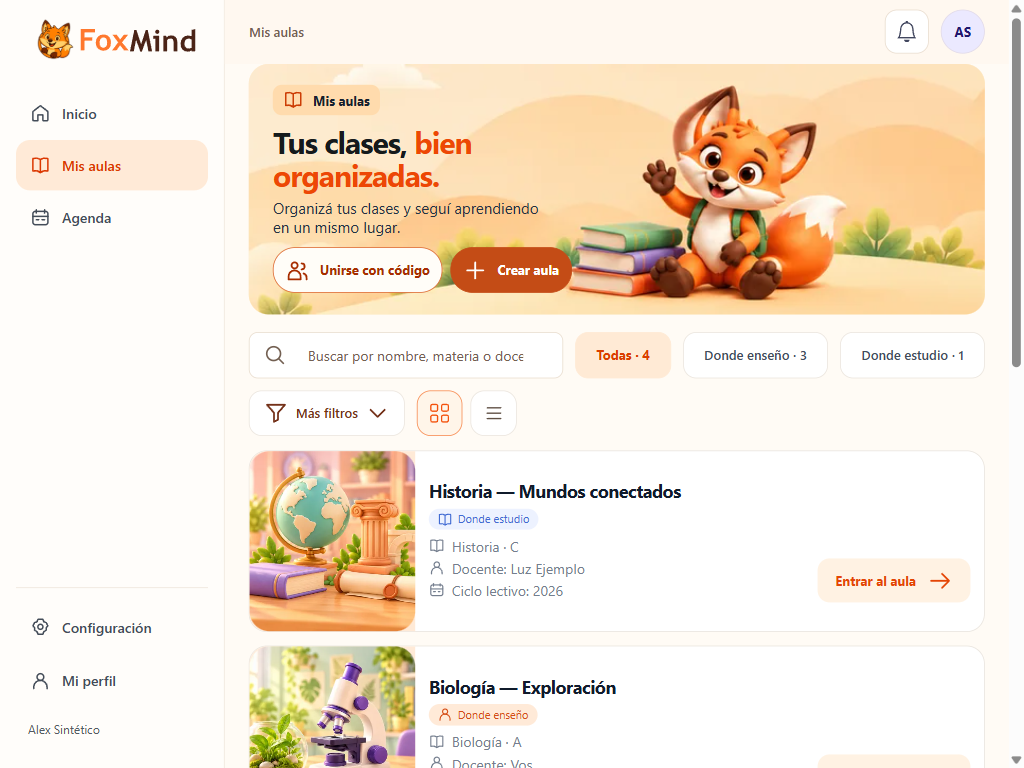 FoxMind
Mis aulas
AS
Inicio
Mis aulas
Agenda
Mis aulas
Tus clases, bien
organizadas.
Organizá tus clases y seguí aprendiendo
en un mismo lugar.
Unirse con código
Crear aula
Buscar por nombre, materia o doce
Todas · 4
Donde enseño · 3
Donde estudio · 1
Más filtros
Historia — Mundos conectados
Donde estudio
Historia · C
Docente: Luz Ejemplo
Ciclo lectivo: 2026
Entrar al aula
Biología — Exploración
Donde enseño
Biología · A
Docente: Vos
Configuración
Mi perfil
Alex Sintético